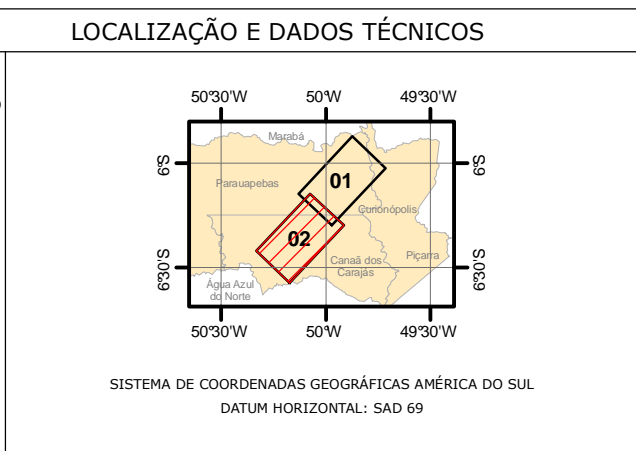 LOCALIZAÇÃO E DADOS TÉCNICOS
50°30'W 50°W 49°30'W
Marabá
6°S 6°S
01
Parauapebas
Curionópolis
02
Canaã dos
Carajás
Piçarra
6°30'S 6°30'S
Água Azul
do Norte
50°30'W 50°W 49°30'W
SISTEMA DE COORDENADAS GEOGRÁFICAS AMÉRICA DO SUL
DATUM HORIZONTAL: SAD 69